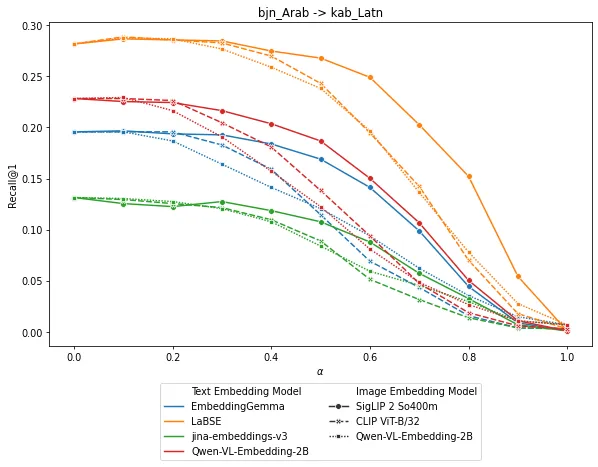 bjn_Arab -> kab_Latn
Recall@1
0.30
0.25
0.20
0.15
0.10
0.05
0.00
0.0 0.2 0.4 0.6 0.8 1.0
α
Text Embedding Model Image Embedding Model
EmbeddingGemma SigLIP 2 So400m
LaBSE CLIP ViT-B/32
jina-embeddings-v3 Qwen-VL-Embedding-2B
Qwen-VL-Embedding-2B